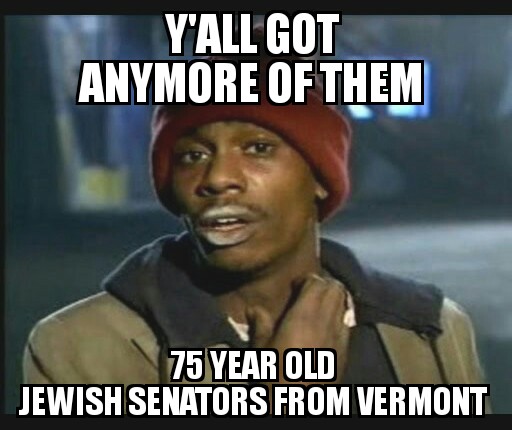 Y'ALL GOT
ANYMORE OF THEM
75 YEAR OLD
JEWISH SENATORS FROM VERMONT